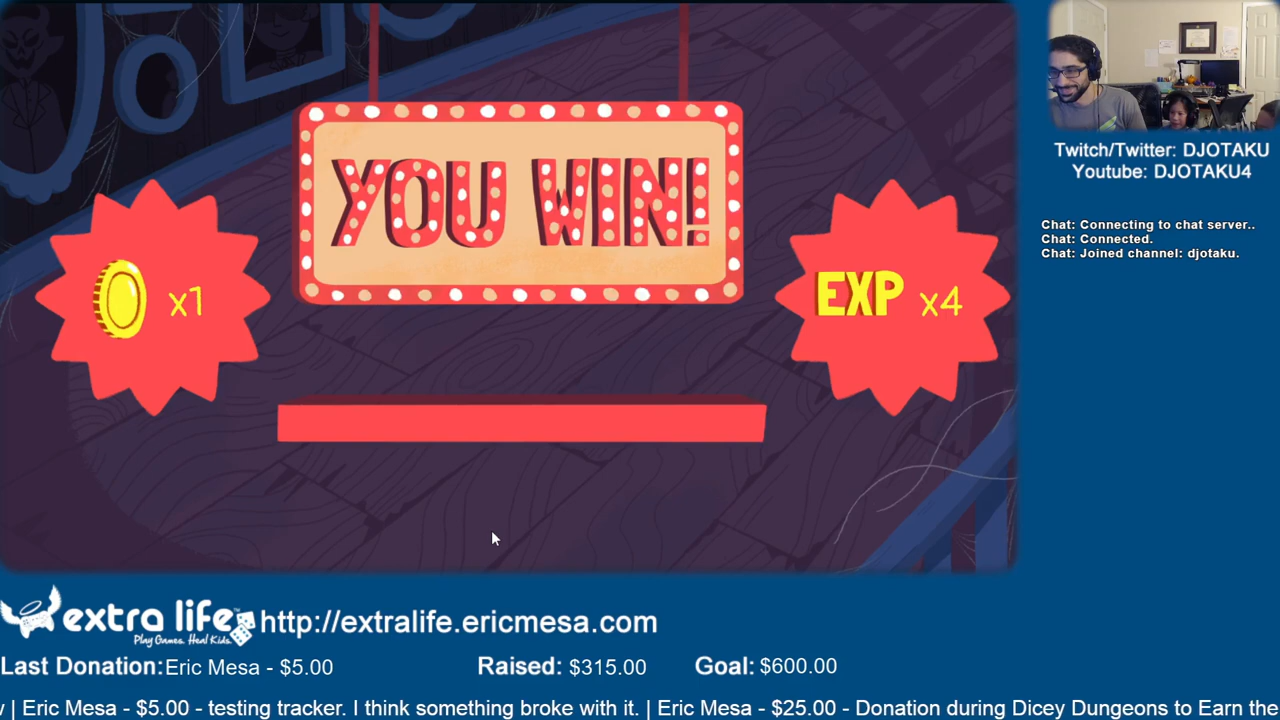 YOU WIN!
x1
EXP x4
Twitch/Twitter: DJOTAKU
Youtube: DJOTAKU4
Chat: Connecting to chat server..
Chat: Connected.
Chat: Joined channel: djotaku.
extra life
Play Games. Heal Kids.
http://extralife.ericmesa.com
Last Donation: Eric Mesa - $5.00 Raised: $315.00 Goal: $600.00
| Eric Mesa - $5.00 - testing tracker. I think something broke with it. | Eric Mesa - $25.00 - Donation during Dicey Dungeons to Earn the